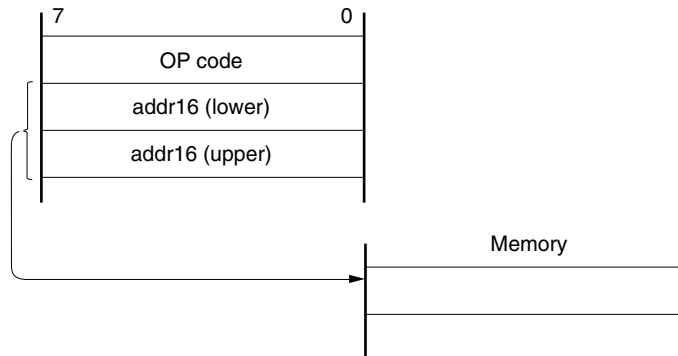 7 0
OP code
addr16 (lower)
addr16 (upper)
Memory